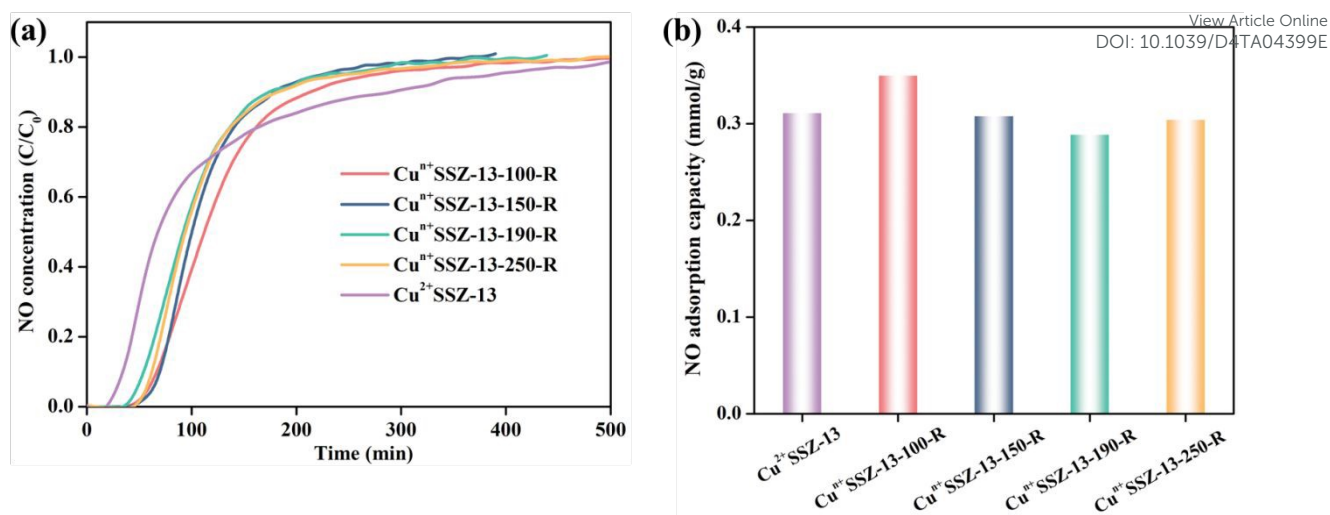 View Article Online
DOI: 10.1039/D4TA04399E
(a)
NO concentration (C/C₀)
1.0
0.8
0.6
0.4
0.2
0.0
Cuⁿ⁺SSZ-13-100-R
Cuⁿ⁺SSZ-13-150-R
Cuⁿ⁺SSZ-13-190-R
Cuⁿ⁺SSZ-13-250-R
Cu²⁺SSZ-13
0 100 200 300 400 500
Time (min)
(b)
NO adsorption capacity (mmol/g)
0.4
0.3
0.2
0.1
0.0
Cu²⁺SSZ-13
Cuⁿ⁺SSZ-13-100-R
Cuⁿ⁺SSZ-13-150-R
Cuⁿ⁺SSZ-13-190-R
Cuⁿ⁺SSZ-13-250-R